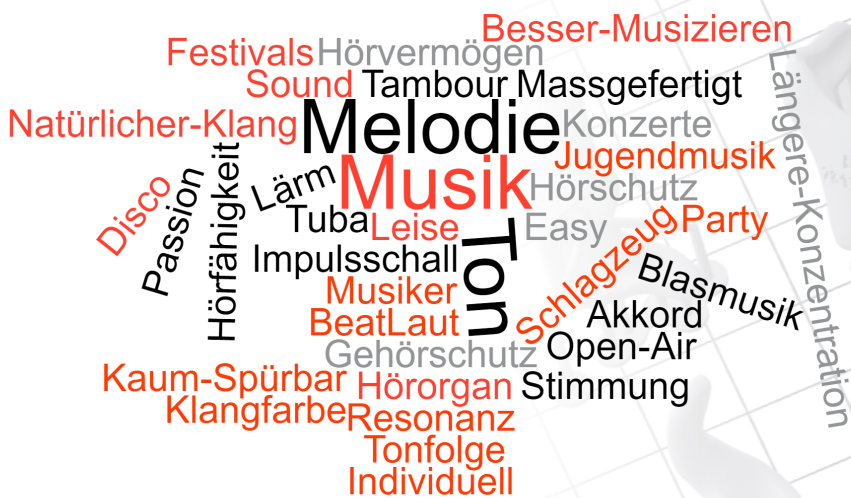 Besser-Musizieren
Festivals Hörvermögen
Sound Tambour Massgefertigt
Längere-Konzentration
Natürlicher-Klang Melodie Konzerte
Jugendmusik
Disco
Passion
Hörfähigkeit
Lärm
Musik Hörschutz
Tuba Leise
Ton
Easy
Schlagzeug
Party
Impulsschall
Blasmusik
Musiker
Akkord
Beat Laut
Gehörschutz Open-Air
Kaum-Spürbar Hörorgan Stimmung
Klangfarbe Resonanz
Tonfolge
Individuell